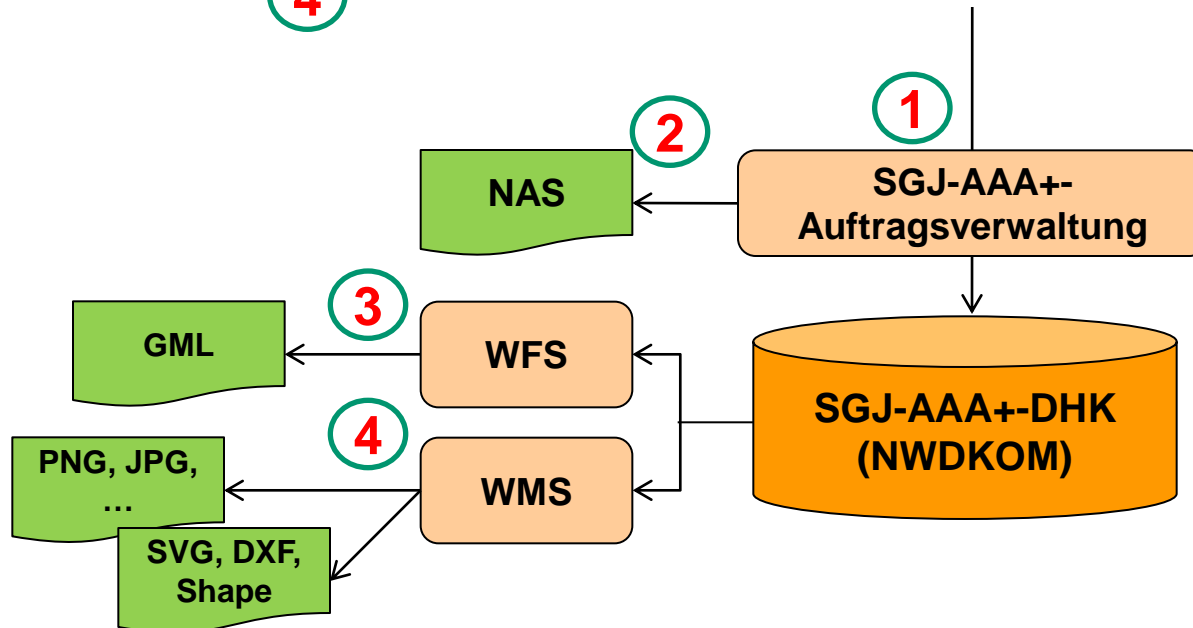 4
1
2
SGJ-AAA+-
Auftragsverwaltung
NAS
3
GML
WFS
SGJ-AAA+-DHK
(NWDKOM)
4
PNG, JPG,
...
WMS
SVG, DXF,
Shape